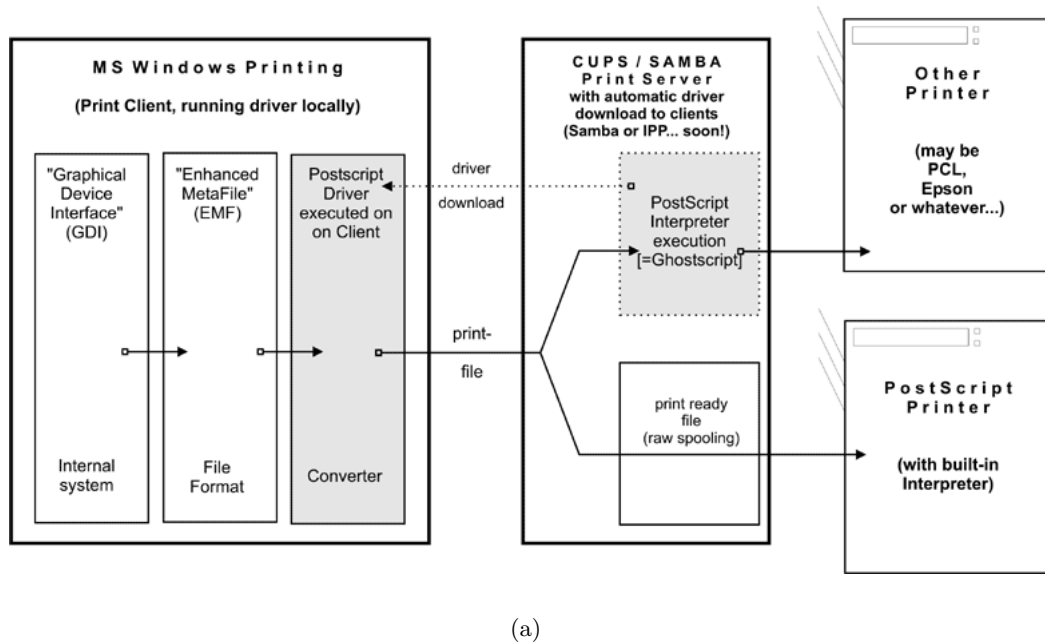 MS Windows Printing
(Print Client, running driver locally)
"Graphical
Device
Interface"
(GDI)
Internal
system
"Enhanced
MetaFile"
(EMF)
File
Format
Postscript
Driver
executed on
on Client
Converter
driver
download
print-
file
CUPS / SAMBA
Print Server
with automatic driver
download to clients
(Samba or IPP... soon!)
PostScript
Interpreter
execution
[=Ghostscript]
print ready
file
(raw spooling)
Other
Printer
(may be
PCL,
Epson
or whatever...)
PostScript
Printer
(with built-in
Interpreter)
(a)